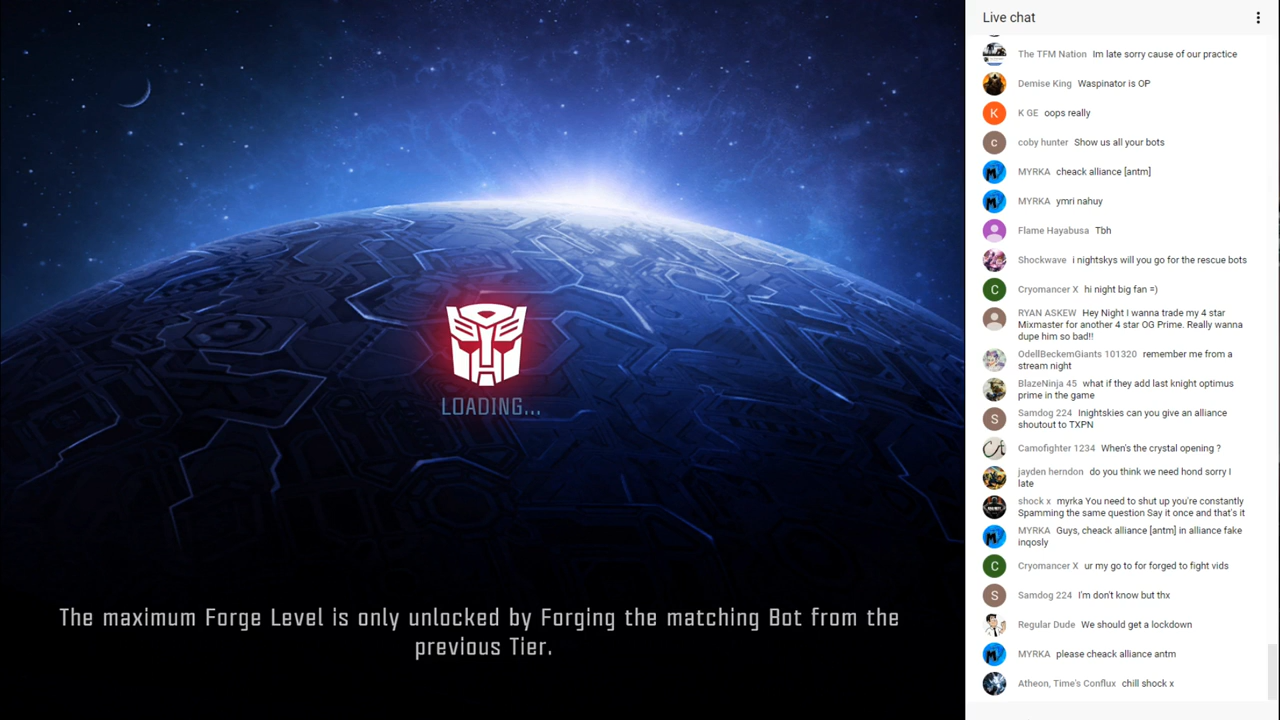 LOADING...
The maximum Forge Level is only unlocked by Forging the matching Bot from the
previous Tier.
Live chat
The TFM Nation Im late sorry cause of our practice
Demise King Waspinator is OP
K
K GE oops really
c
coby hunter Show us all your bots
MYRKA cheack alliance [antm]
MYRKA ymri nahuy
Flame Hayabusa Tbh
Shockwave i nightskys will you go for the rescue bots
C
Cryomancer X hi night big fan =)
RYAN ASKEW Hey Night I wanna trade my 4 star
Mixmaster for another 4 star OG Prime. Really wanna
dupe him so bad!!
OdellBeckemGiants 101320 remember me from a
stream night
BlazeNinja 45 what if they add last knight optimus
prime in the game
S
Samdog 224 Inightskies can you give an alliance
shoutout to TXPN
Camofighter 1234 When's the crystal opening ?
jayden herndon do you think we need hond sorry I
late
shock x myrka You need to shut up you're constantly
Spamming the same question Say it once and that's it
MYRKA Guys, cheack alliance [antm] in alliance fake
inqosly
C
Cryomancer X ur my go to for forged to fight vids
S
Samdog 224 I'm don't know but thx
Regular Dude We should get a lockdown
MYRKA please cheack alliance antm
Atheon, Time's Conflux chill shock x